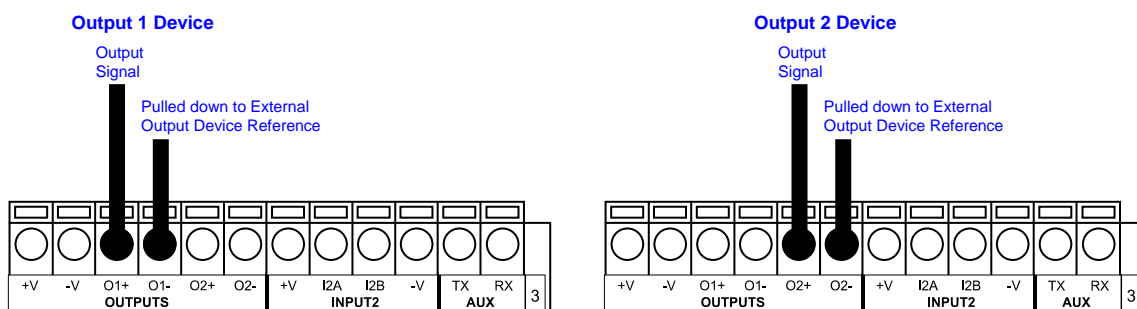 Output 1 Device
Output
Signal
Pulled down to External
Output Device Reference
+V -V O1+ O1- O2+ O2- +V I2A I2B -V TX RX
OUTPUTS INPUT2 AUX 3
Output 2 Device
Output
Signal
Pulled down to External
Output Device Reference
+V -V O1+ O1- O2+ O2- +V I2A I2B -V TX RX
OUTPUTS INPUT2 AUX 3